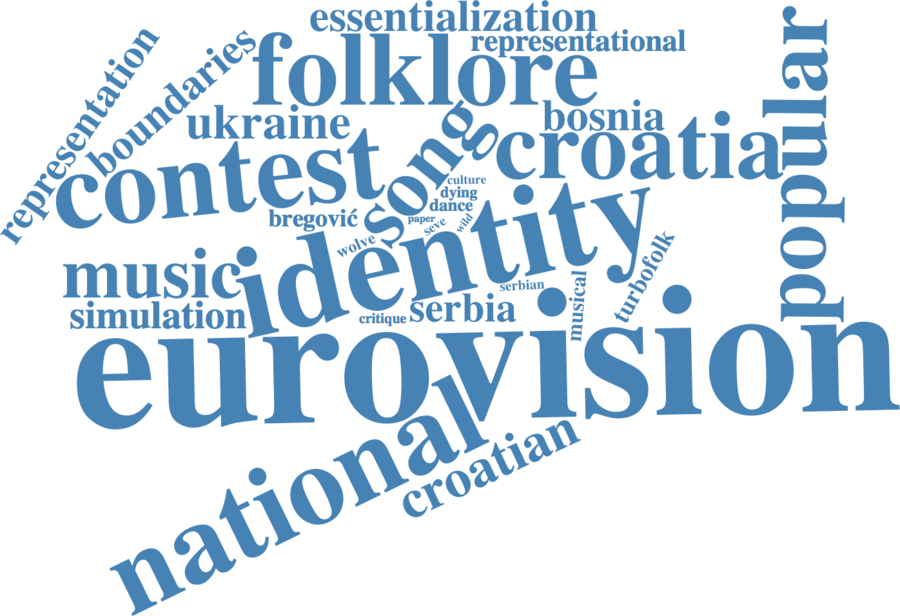 essentialization
representational
folklore
popular
representation
boundaries
ukraine
bosnia
croatia
contest
song
culture
dying
dance
bregović
paper
seve
wild
wolve
identity
music
simulation
serbian
serbia
critique
musical
turbofolk
eurovision
national
croatian